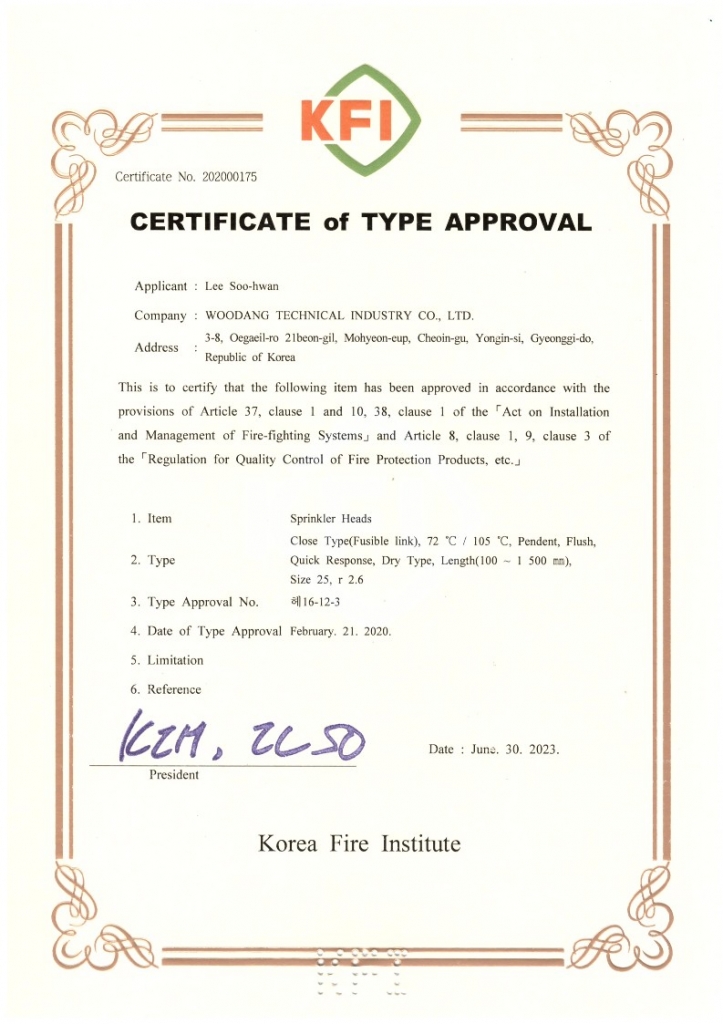 KFI
Certificate No. 202000175
CERTIFICATE of TYPE APPROVAL
Applicant : Lee Soo-hwan
Company : WOODANG TECHNICAL INDUSTRY CO., LTD.
Address : 3-8, Oegaeil-ro 21beon-gil, Mohyeon-eup, Cheoin-gu, Yongin-si, Gyeonggi-do,
Republic of Korea
This is to certify that the following item has been approved in accordance with the
provisions of Article 37, clause 1 and 10, 38, clause 1 of the「Act on Installation
and Management of Fire-fighting Systems」and Article 8, clause 1, 9, clause 3 of
the「Regulation for Quality Control of Fire Protection Products, etc.」
1. Item Sprinkler Heads
Close Type(Fusible link), 72 ℃ / 105 ℃, Pendent, Flush,
2. Type Quick Response, Dry Type, Length(100 ~ 1 500 ㎜),
Size 25, r 2.6
3. Type Approval No. 헤16-12-3
4. Date of Type Approval February. 21. 2020.
5. Limitation
6. Reference
Date : June. 30. 2023.
President
Korea Fire Institute
KFI